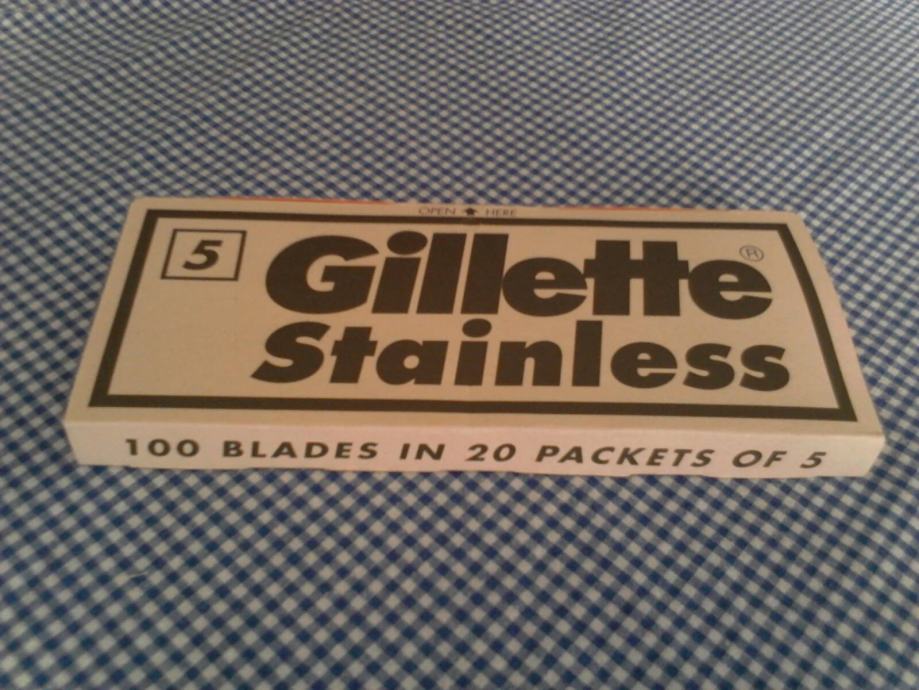 OPEN HERE
5
Gillette®
Stainless
100 BLADES IN 20 PACKETS OF 5